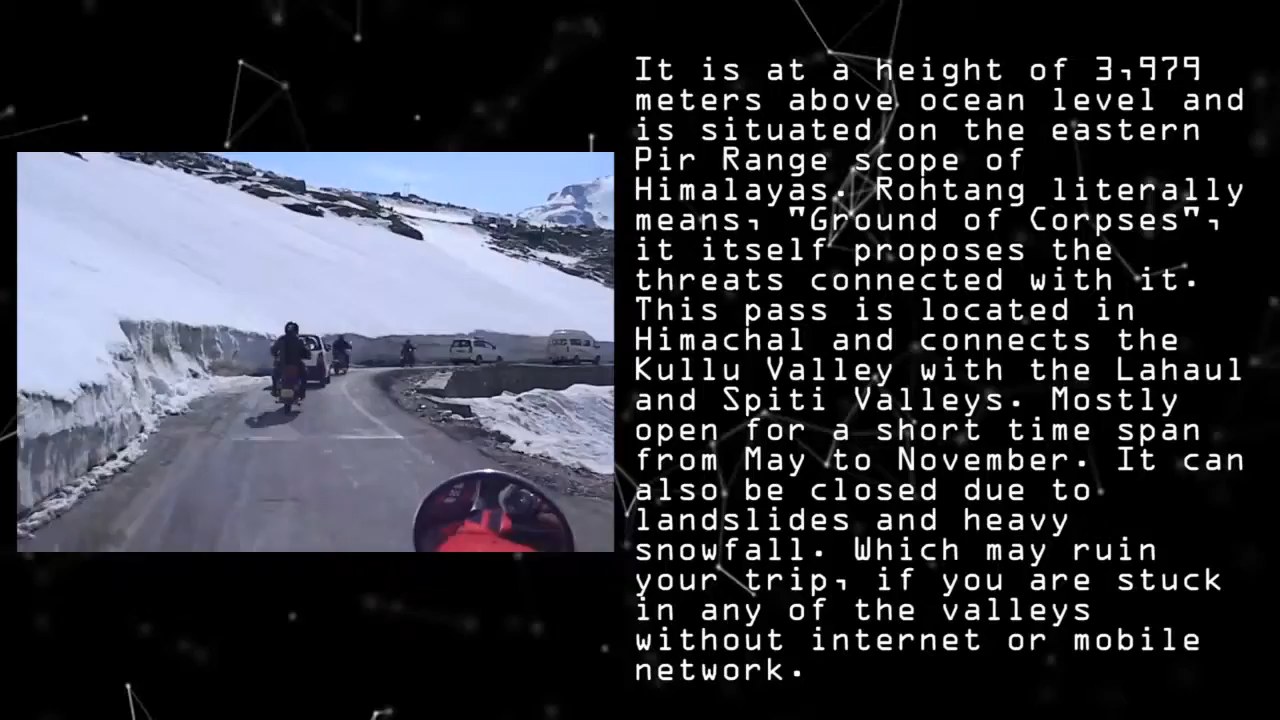 It is at a height of 3,979
meters above ocean level and
is situated on the eastern
Pir Range scope of
Himalayas. Rohtang literally
means, "Ground of Corpses",
it itself proposes the
threats connected with it.
This pass is located in
Himachal and connects the
Kullu Valley with the Lahaul
and Spiti Valleys. Mostly
open for a short time span
from May to November. It can
also be closed due to
landslides and heavy
snowfall. Which may ruin
your trip, if you are stuck
in any of the valleys
without internet or mobile
network.